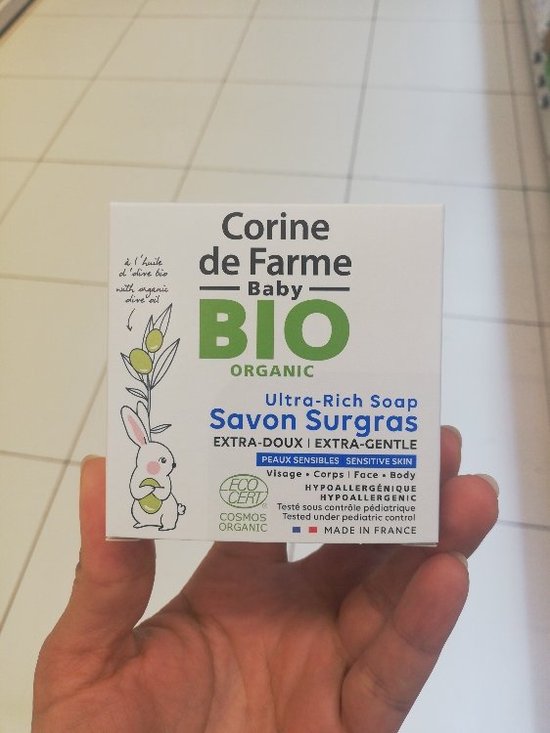 Corine
de Farme
Baby
BIO
ORGANIC
à l'huile
d'olive bio
with organic
olive oil
Ultra-Rich Soap
Savon Surgras
EXTRA-DOUX | EXTRA-GENTLE
PEAUX SENSIBLES SENSITIVE SKIN
Visage • Corps | Face • Body
HYPOALLERGÉNIQUE
HYPOALLERGENIC
Testé sous contrôle pédiatrique
Tested under pediatric control
MADE IN FRANCE
ECO
CERT
COSMOS
ORGANIC